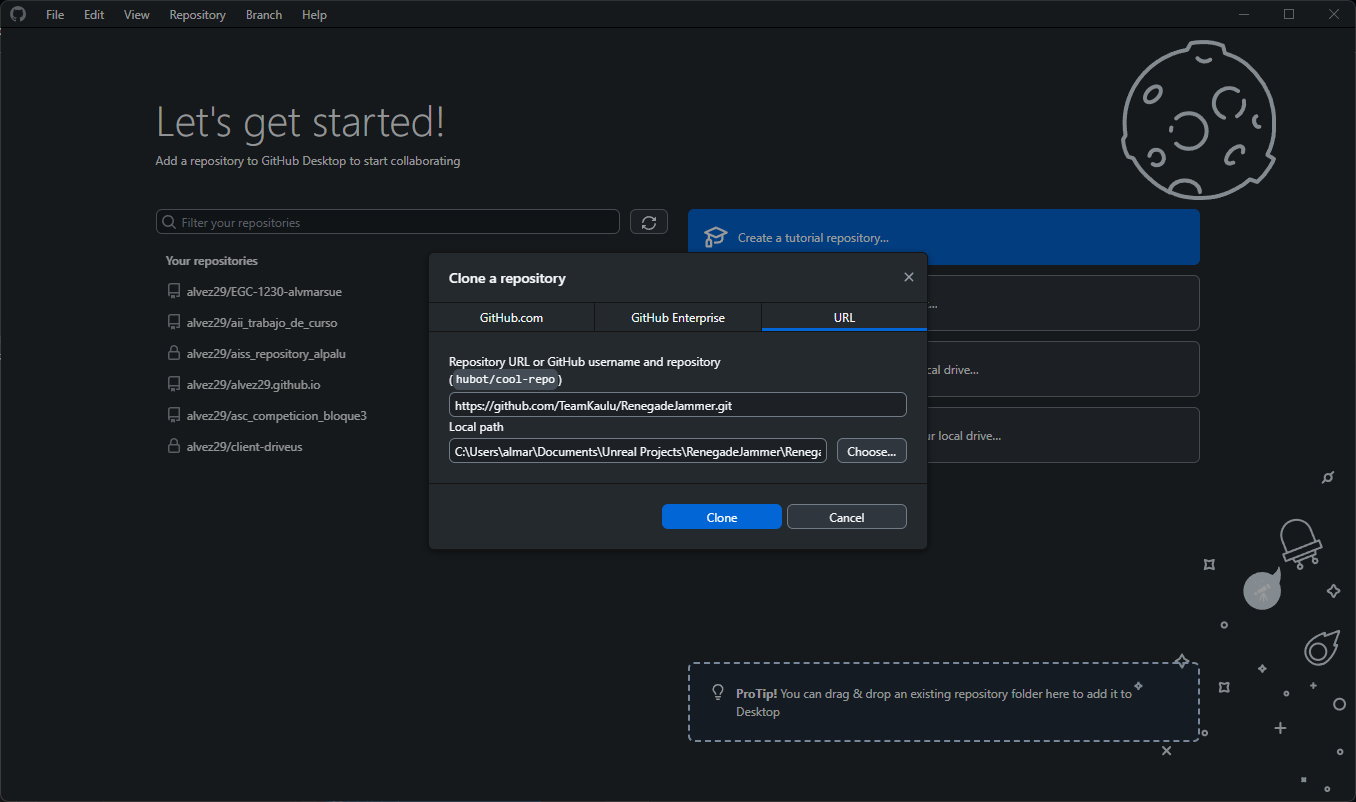 File Edit View Repository Branch Help
Let's get started!
Add a repository to GitHub Desktop to start collaborating
Filter your repositories
Create a tutorial repository...
Your repositories
alvez29/EGC-1230-alvmarsue
alvez29/aii_trabajo_de_curso
alvez29/aiss_repository_alpalu
alvez29/alvez29.github.io
alvez29/asc_competicion_bloque3
alvez29/client-driveus
Clone a repository
GitHub.com GitHub Enterprise URL
Repository URL or GitHub username and repository
(hubot/cool-repo)
https://github.com/TeamKaulu/RenegadeJammer.git
Local path
C:\Users\almar\Documents\Unreal Projects\RenegadeJammer\Renega
Choose...
Clone Cancel
...
cal drive...
r local drive...
ProTip! You can drag & drop an existing repository folder here to add it to
Desktop